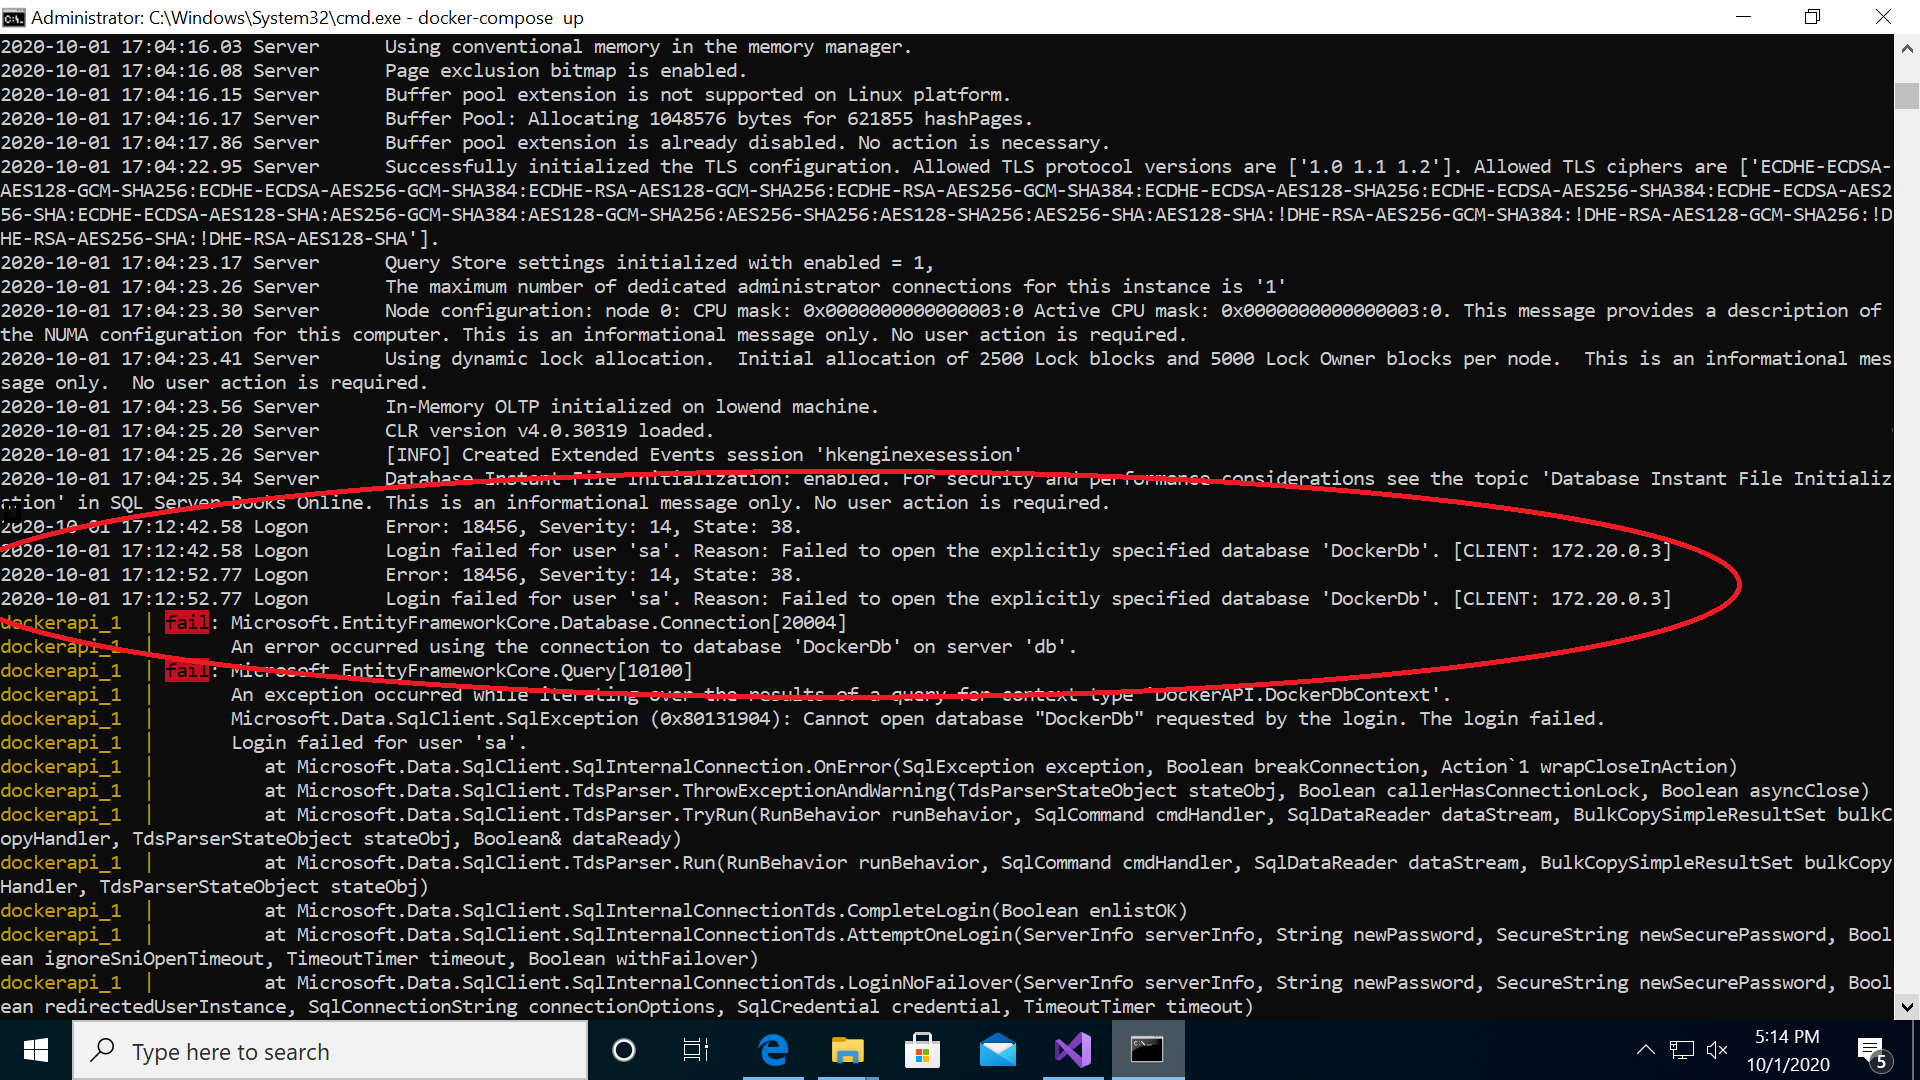 Administrator: C:\Windows\System32\cmd.exe - docker-compose  up
2020-10-01 17:04:16.03 Server      Using conventional memory in the memory manager.
2020-10-01 17:04:16.08 Server      Page exclusion bitmap is enabled.
2020-10-01 17:04:16.15 Server      Buffer pool extension is not supported on Linux platform.
2020-10-01 17:04:16.17 Server      Buffer Pool: Allocating 1048576 bytes for 621855 hashPages.
2020-10-01 17:04:17.86 Server      Buffer pool extension is already disabled. No action is necessary.
2020-10-01 17:04:22.95 Server      Successfully initialized the TLS configuration. Allowed TLS protocol versions are ['1.0 1.1 1.2']. Allowed TLS ciphers are ['ECDHE-ECDSA-
AES128-GCM-SHA256:ECDHE-ECDSA-AES256-GCM-SHA384:ECDHE-RSA-AES128-GCM-SHA256:ECDHE-RSA-AES256-GCM-SHA384:ECDHE-ECDSA-AES128-SHA256:ECDHE-ECDSA-AES256-SHA384:ECDHE-ECDSA-AES2
56-SHA:ECDHE-ECDSA-AES128-SHA:AES256-GCM-SHA384:AES128-GCM-SHA256:AES256-SHA256:AES128-SHA256:AES256-SHA:AES128-SHA:!DHE-RSA-AES256-GCM-SHA384:!DHE-RSA-AES128-GCM-SHA256:!D
HE-RSA-AES256-SHA:!DHE-RSA-AES128-SHA'].
2020-10-01 17:04:23.17 Server      Query Store settings initialized with enabled = 1,
2020-10-01 17:04:23.26 Server      The maximum number of dedicated administrator connections for this instance is '1'
2020-10-01 17:04:23.30 Server      Node configuration: node 0: CPU mask: 0x0000000000000003:0 Active CPU mask: 0x0000000000000003:0. This message provides a description of
the NUMA configuration for this computer. This is an informational message only. No user action is required.
2020-10-01 17:04:23.41 Server      Using dynamic lock allocation.  Initial allocation of 2500 Lock blocks and 5000 Lock Owner blocks per node.  This is an informational mes
sage only.  No user action is required.
2020-10-01 17:04:23.56 Server      In-Memory OLTP initialized on lowend machine.
2020-10-01 17:04:25.20 Server      CLR version v4.0.30319 loaded.
2020-10-01 17:04:25.26 Server      [INFO] Created Extended Events session 'hkenginexesession'
2020-10-01 17:04:25.34 Server      Database Instant File Initialization: enabled. For security and performance considerations see the topic 'Database Instant File Initializ
ation' in SQL Server Books Online. This is an informational message only. No user action is required.
2020-10-01 17:12:42.58 Logon       Error: 18456, Severity: 14, State: 38.
2020-10-01 17:12:42.58 Logon       Login failed for user 'sa'. Reason: Failed to open the explicitly specified database 'DockerDb'. [CLIENT: 172.20.0.3]
2020-10-01 17:12:52.77 Logon       Error: 18456, Severity: 14, State: 38.
2020-10-01 17:12:52.77 Logon       Login failed for user 'sa'. Reason: Failed to open the explicitly specified database 'DockerDb'. [CLIENT: 172.20.0.3]
dockerapi_1  | fail: Microsoft.EntityFrameworkCore.Database.Connection[20004]
dockerapi_1  |       An error occurred using the connection to database 'DockerDb' on server 'db'.
dockerapi_1  | fail: Microsoft.EntityFrameworkCore.Query[10100]
dockerapi_1  |       An exception occurred while iterating over the results of a query for context type 'DockerAPI.DockerDbContext'.
dockerapi_1  |       Microsoft.Data.SqlClient.SqlException (0x80131904): Cannot open database "DockerDb" requested by the login. The login failed.
dockerapi_1  |       Login failed for user 'sa'.
dockerapi_1  |          at Microsoft.Data.SqlClient.SqlInternalConnection.OnError(SqlException exception, Boolean breakConnection, Action`1 wrapCloseInAction)
dockerapi_1  |          at Microsoft.Data.SqlClient.TdsParser.ThrowExceptionAndWarning(TdsParserStateObject stateObj, Boolean callerHasConnectionLock, Boolean asyncClose)
dockerapi_1  |          at Microsoft.Data.SqlClient.TdsParser.TryRun(RunBehavior runBehavior, SqlCommand cmdHandler, SqlDataReader dataStream, BulkCopySimpleResultSet bulkC
opyHandler, TdsParserStateObject stateObj, Boolean& dataReady)
dockerapi_1  |          at Microsoft.Data.SqlClient.TdsParser.Run(RunBehavior runBehavior, SqlCommand cmdHandler, SqlDataReader dataStream, BulkCopySimpleResultSet bulkCopy
Handler, TdsParserStateObject stateObj)
dockerapi_1  |          at Microsoft.Data.SqlClient.SqlInternalConnectionTds.CompleteLogin(Boolean enlistOK)
dockerapi_1  |          at Microsoft.Data.SqlClient.SqlInternalConnectionTds.AttemptOneLogin(ServerInfo serverInfo, String newPassword, SecureString newSecurePassword, Bool
ean ignoreSniOpenTimeout, TimeoutTimer timeout, Boolean withFailover)
dockerapi_1  |          at Microsoft.Data.SqlClient.SqlInternalConnectionTds.LoginNoFailover(ServerInfo serverInfo, String newPassword, SecureString newSecurePassword, Bool
ean redirectedUserInstance, SqlConnectionString connectionOptions, SqlCredential credential, TimeoutTimer timeout)
Type here to search
5:14 PM
10/1/2020
5